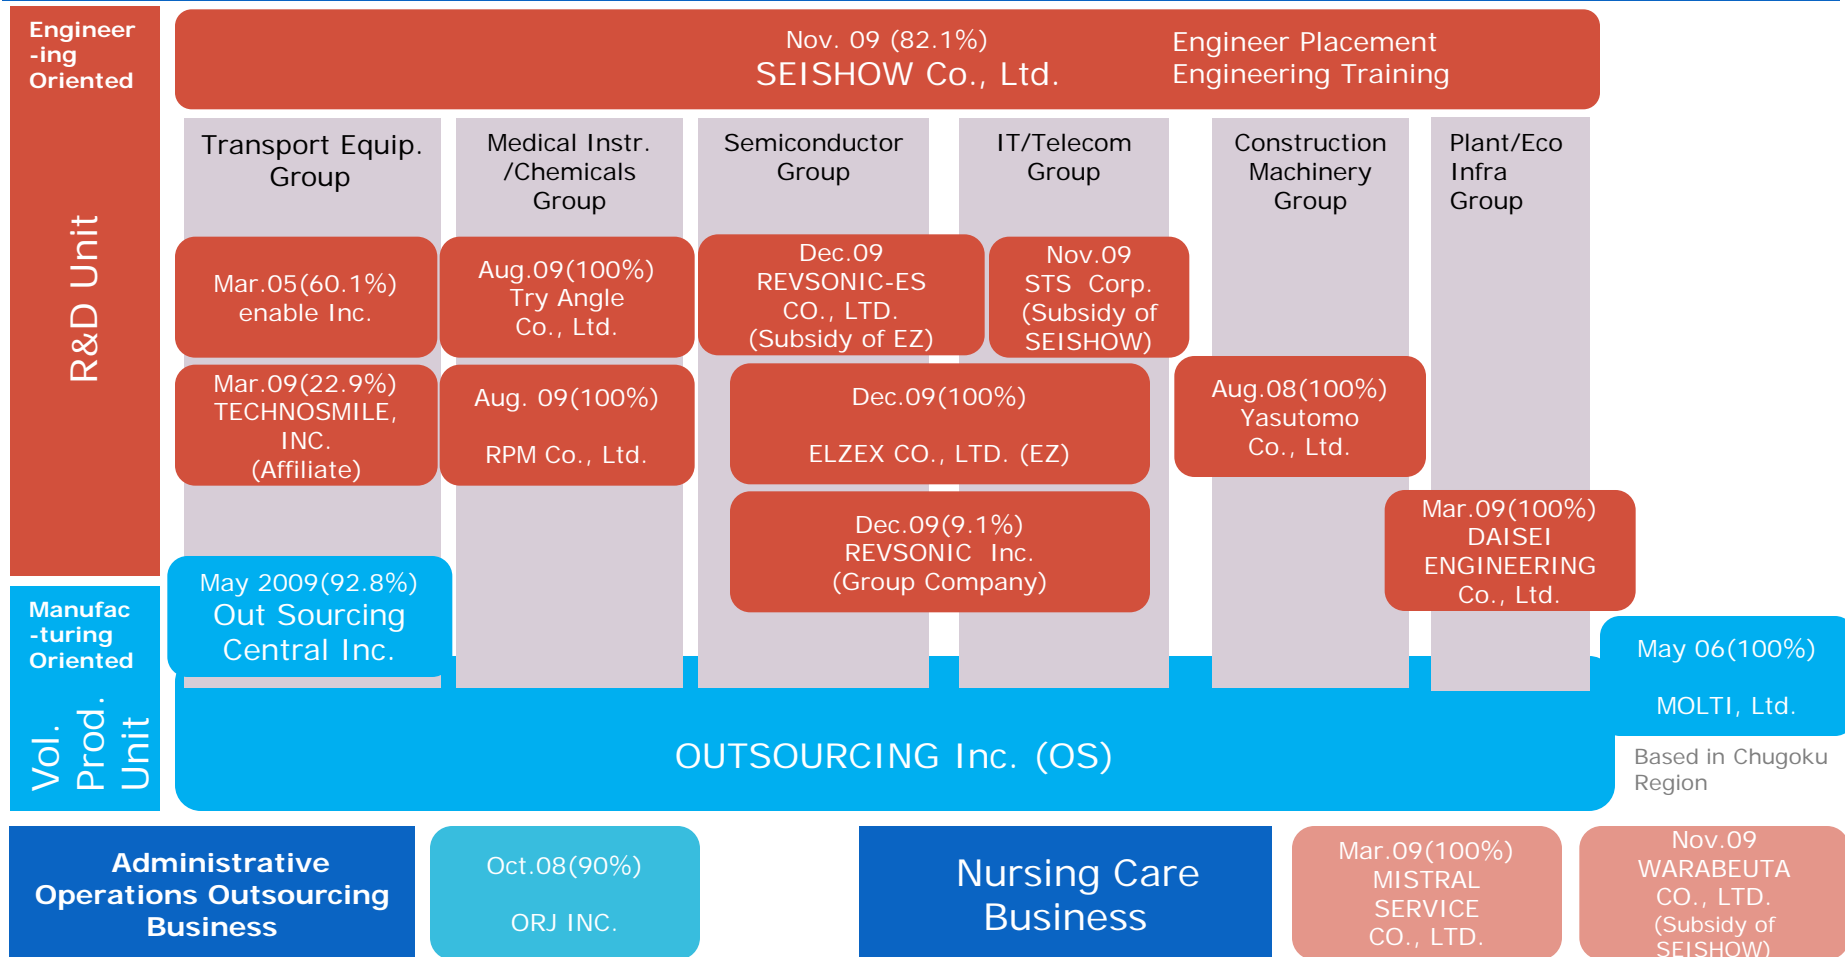 Engineer
-ing
Oriented
Nov. 09 (82.1%)
SEISHOW Co., Ltd.
Engineer Placement
Engineering Training
R&D Unit
Transport Equip.
Group
Medical Instr.
/Chemicals
Group
Semiconductor
Group
IT/Telecom
Group
Construction
Machinery
Group
Plant/Eco
Infra
Group
Mar.05(60.1%)
enable Inc.
Aug.09(100%)
Try Angle
Co., Ltd.
Dec.09
REVSONIC-ES
CO., LTD.
(Subsidy of EZ)
Nov.09
STS Corp.
(Subsidy of
SEISHOW)
Mar.09(22.9%)
TECHNOSMILE,
INC.
(Affiliate)
Aug. 09(100%)
RPM Co., Ltd.
Dec.09(100%)
ELZEX CO., LTD. (EZ)
Aug.08(100%)
Yasutomo
Co., Ltd.
Dec.09(9.1%)
REVSONIC Inc.
(Group Company)
Mar.09(100%)
DAISEI
ENGINEERING
Co., Ltd.
Manufac
-turing
Oriented
Vol.
Prod.
Unit
May 2009(92.8%)
Out Sourcing
Central Inc.
May 06(100%)
MOLTI, Ltd.
OUTSOURCING Inc. (OS)
Based in Chugoku
Region
Administrative
Operations Outsourcing
Business
Oct.08(90%)
ORJ INC.
Nursing Care
Business
Mar.09(100%)
MISTRAL
SERVICE
CO., LTD.
Nov.09
WARABEUTA
CO., LTD.
(Subsidy of
SEISHOW)